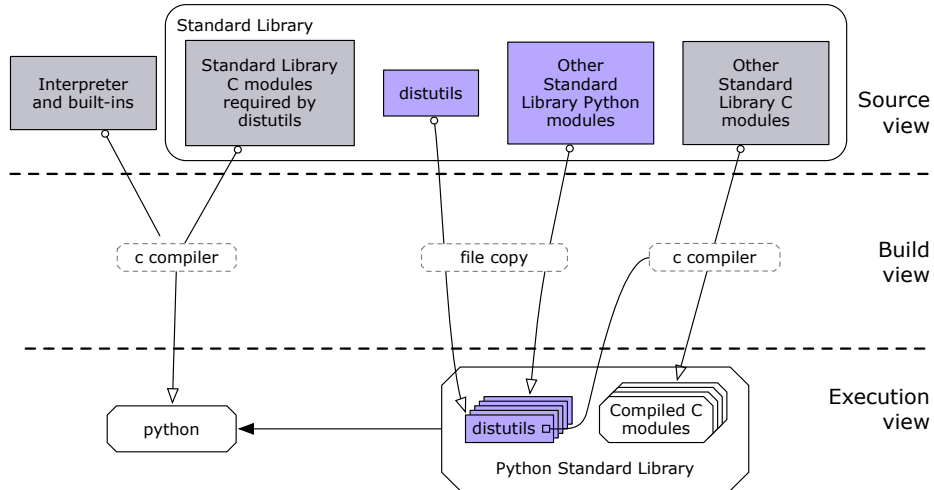 Standard Library
Interpreter
and built-ins
Standard Library
C modules
required by
distutils
distutils
Other
Standard
Library Python
modules
Other
Standard
Library C
modules
Source
view
c compiler
file copy
c compiler
Build
view
python
distutils
Compiled C
modules
Python Standard Library
Execution
view